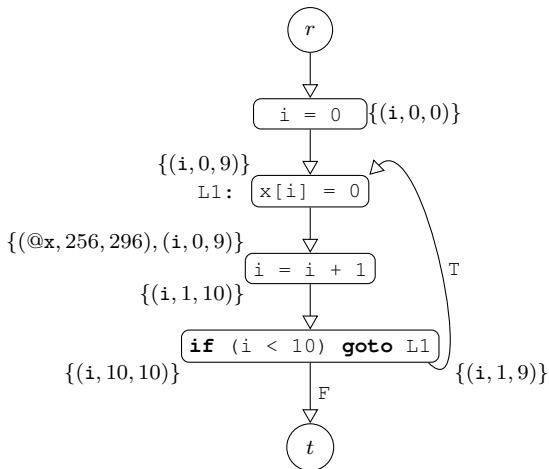 r
i = 0 {(i, 0, 0)}
{(i, 0, 9)}
L1: x[i] = 0
{(@x, 256, 296), (i, 0, 9)}
i = i + 1
T
{(i, 1, 10)}
if (i < 10) goto L1
{(i, 10, 10)} {(i, 1, 9)}
F
t